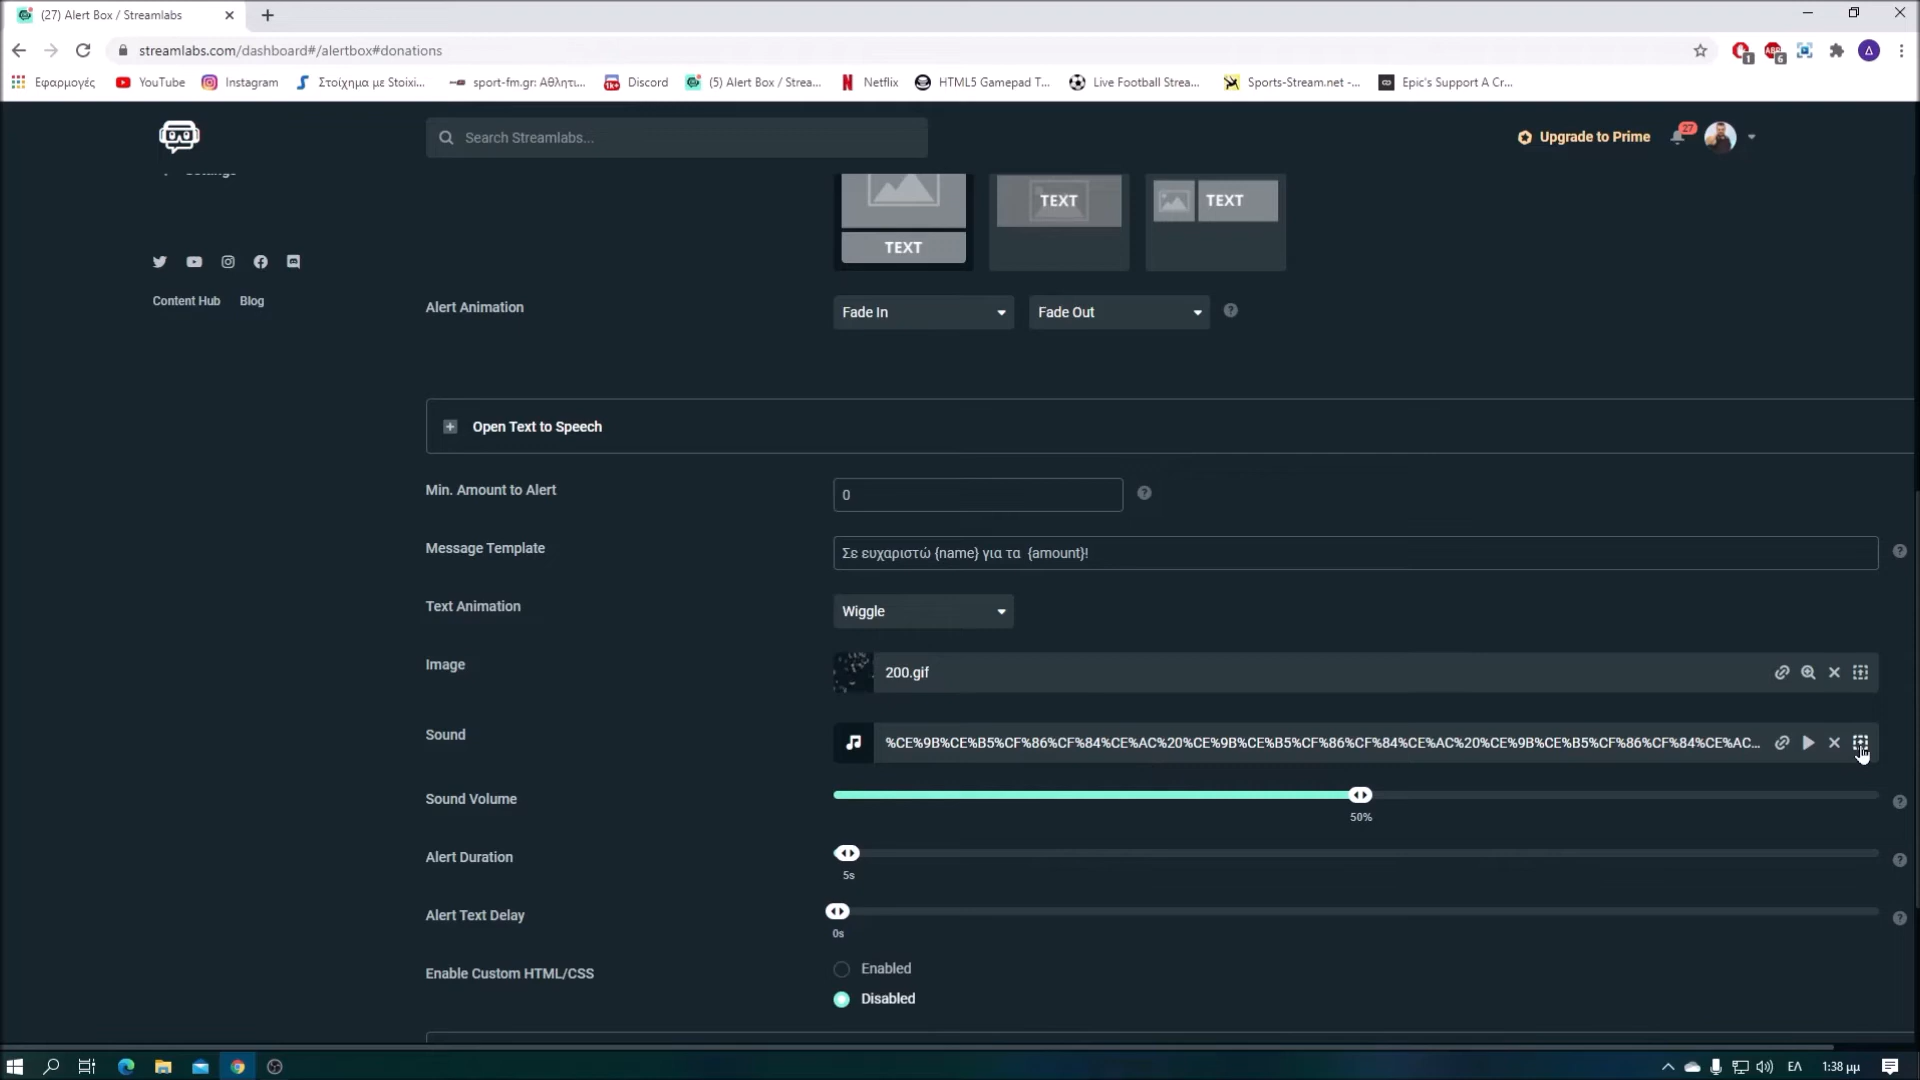 (27) Alert Box / Streamlabs
streamlabs.com/dashboard#/alertbox#donations
1
6
Δ
Εφαρμογές YouTube Instagram Στοίχημα με Stoixi... sport-fm.gr: Αθλητι... Discord (5) Alert Box / Strea... Netflix HTML5 Gamepad T... Live Football Strea... Sports-Stream.net -... Epic's Support A Cr...
Search Streamlabs...
Upgrade to Prime
27
TEXT
TEXT
TEXT
Content Hub Blog
Alert Animation
Fade In
Fade Out
Open Text to Speech
Min. Amount to Alert
0
Message Template
Σε ευχαριστώ {name} για τα {amount}!
Text Animation
Wiggle
Image
200.gif
Sound
%CE%9B%CE%B5%CF%86%CF%84%CE%AC%20%CE%9B%CE%B5%CF%86%CF%84%CE%AC%20%CE%9B%CE%B5%CF%86%CF%84%CE%AC...
Sound Volume
50%
Alert Duration
5s
Alert Text Delay
0s
Enable Custom HTML/CSS
Enabled
Disabled
ΕΛ
1:38 μμ